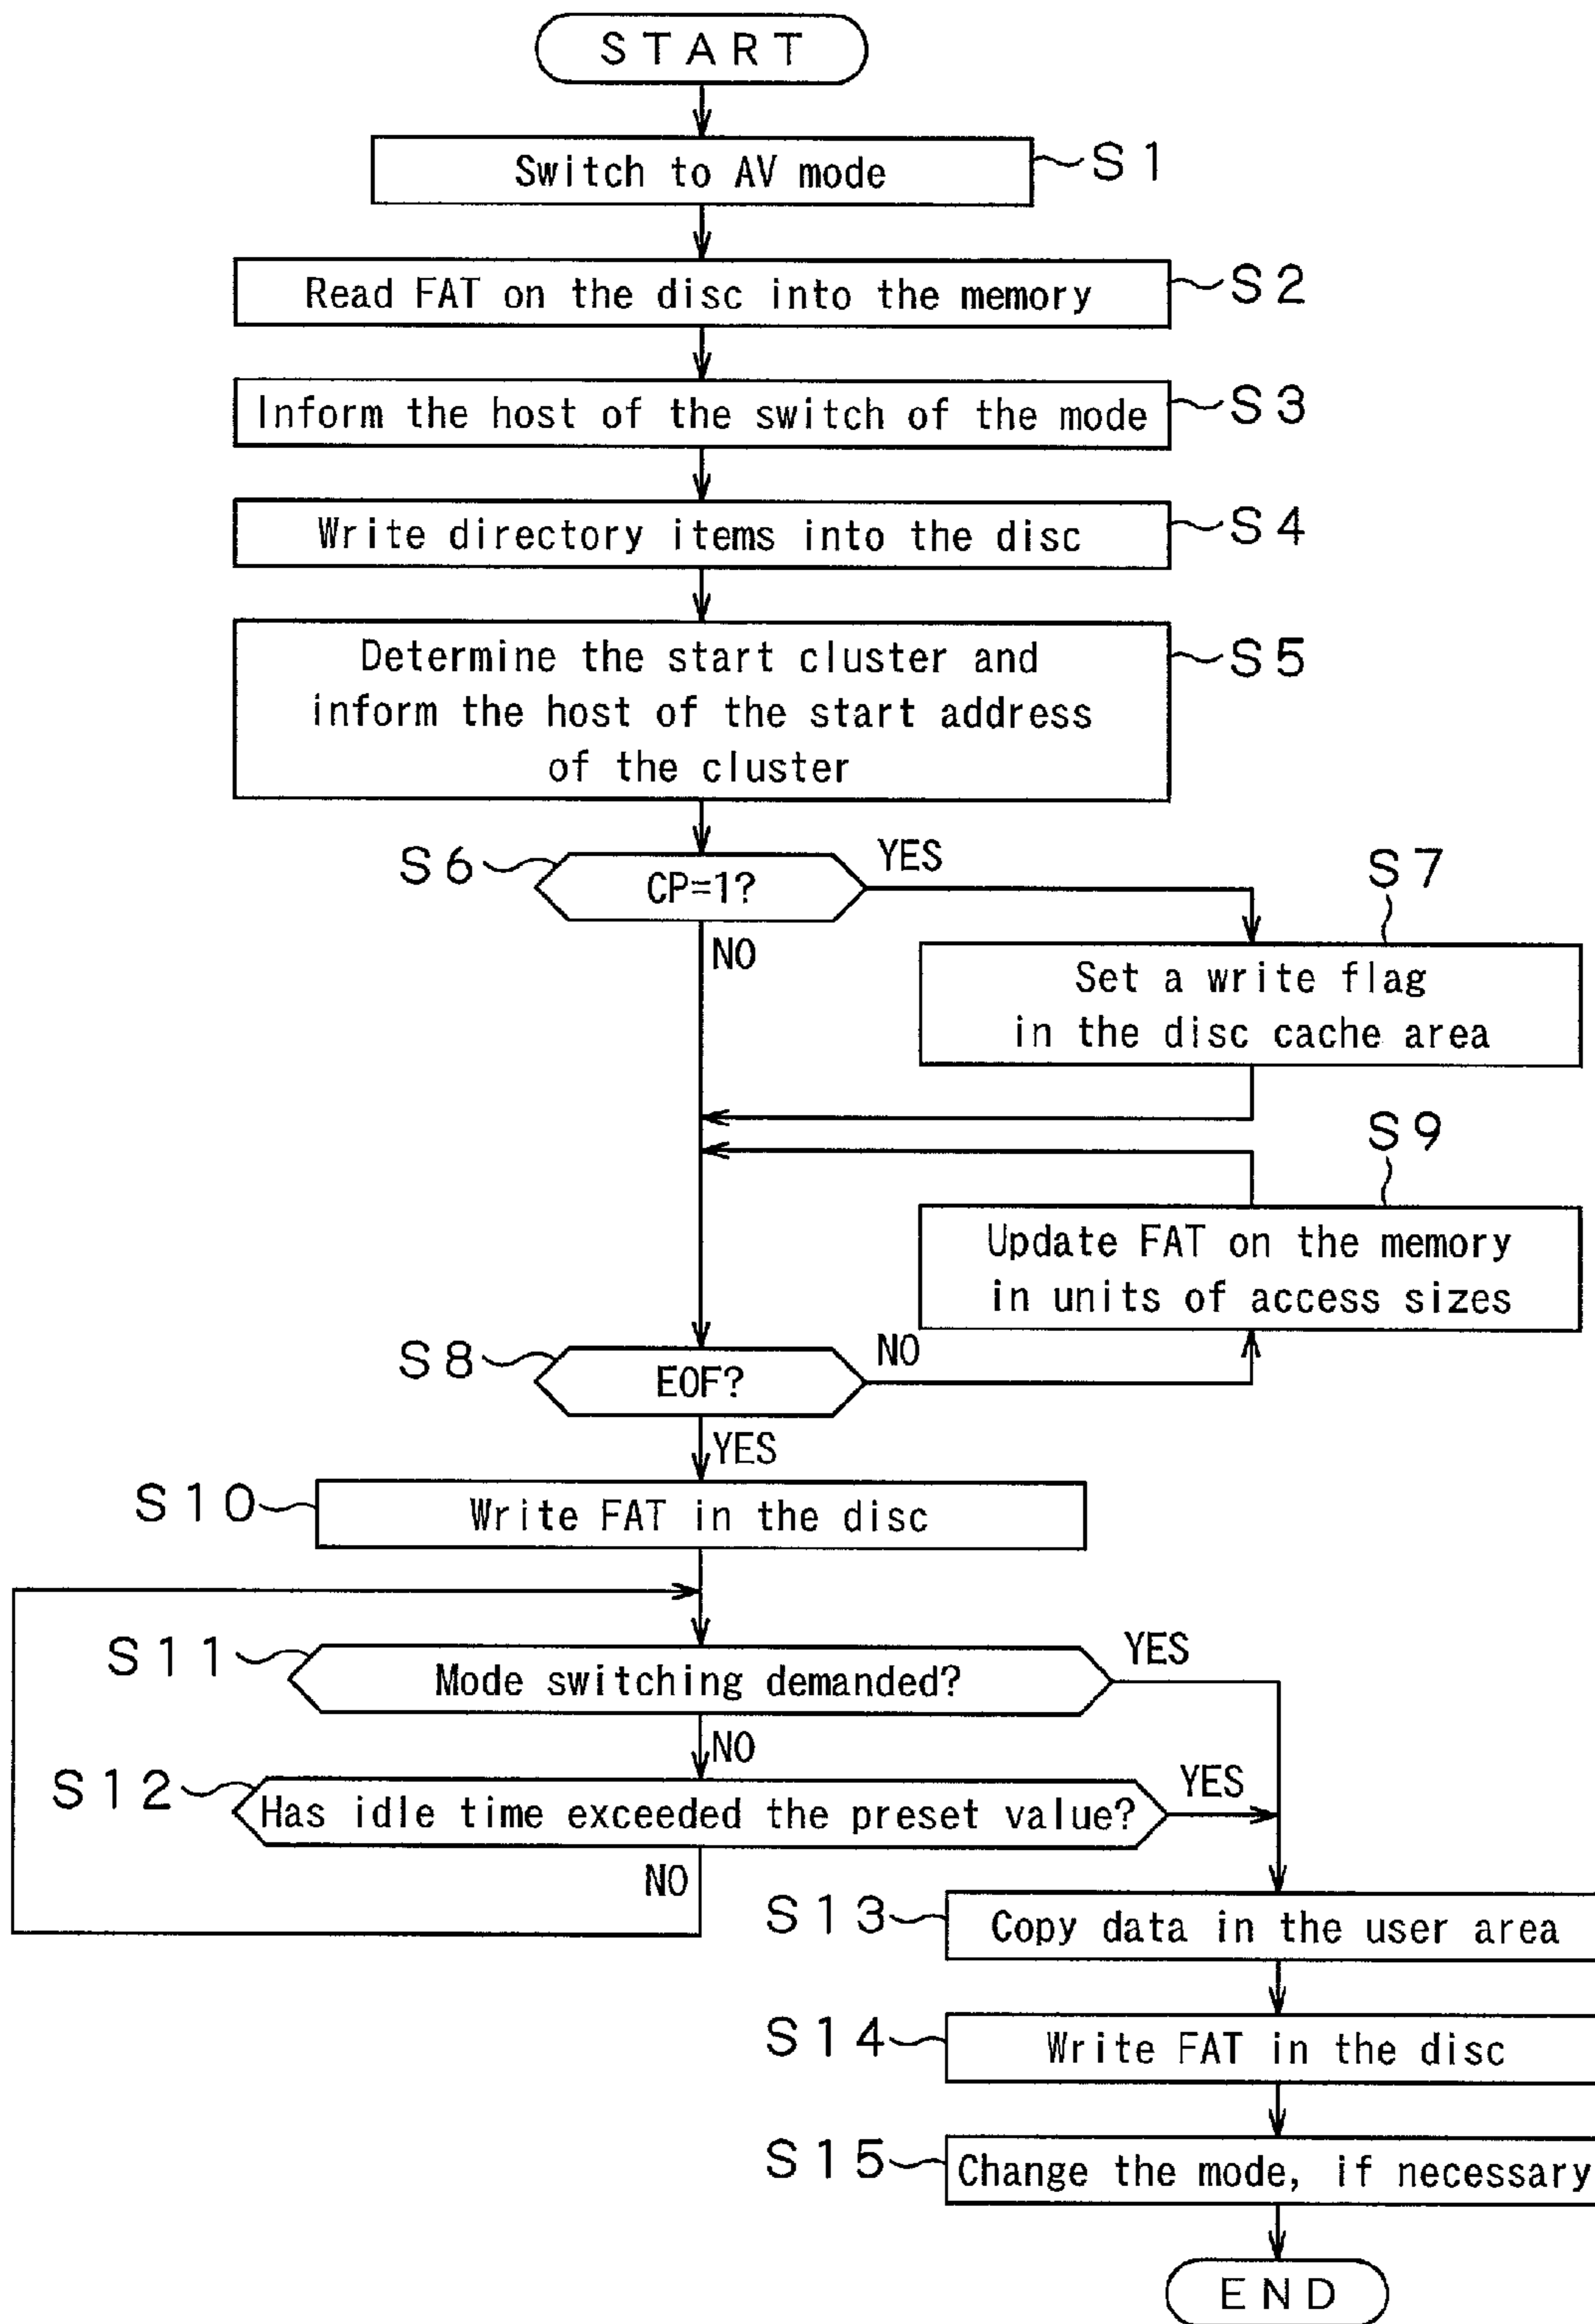 START
Switch to AV mode
S1
Read FAT on the disc into the memory
S2
Inform the host of the switch of the mode
S3
Write directory items into the disc
S4
Determine the start cluster and
inform the host of the start address
of the cluster
S5
S6
CP=1?
YES
NO
S7
Set a write flag
in the disc cache area
S9
Update FAT on the memory
in units of access sizes
S8
EOF?
NO
YES
S10
Write FAT in the disc
S11
Mode switching demanded?
YES
NO
S12
Has idle time exceeded the preset value?
YES
NO
S13
Copy data in the user area
S14
Write FAT in the disc
S15
Change the mode, if necessary
END